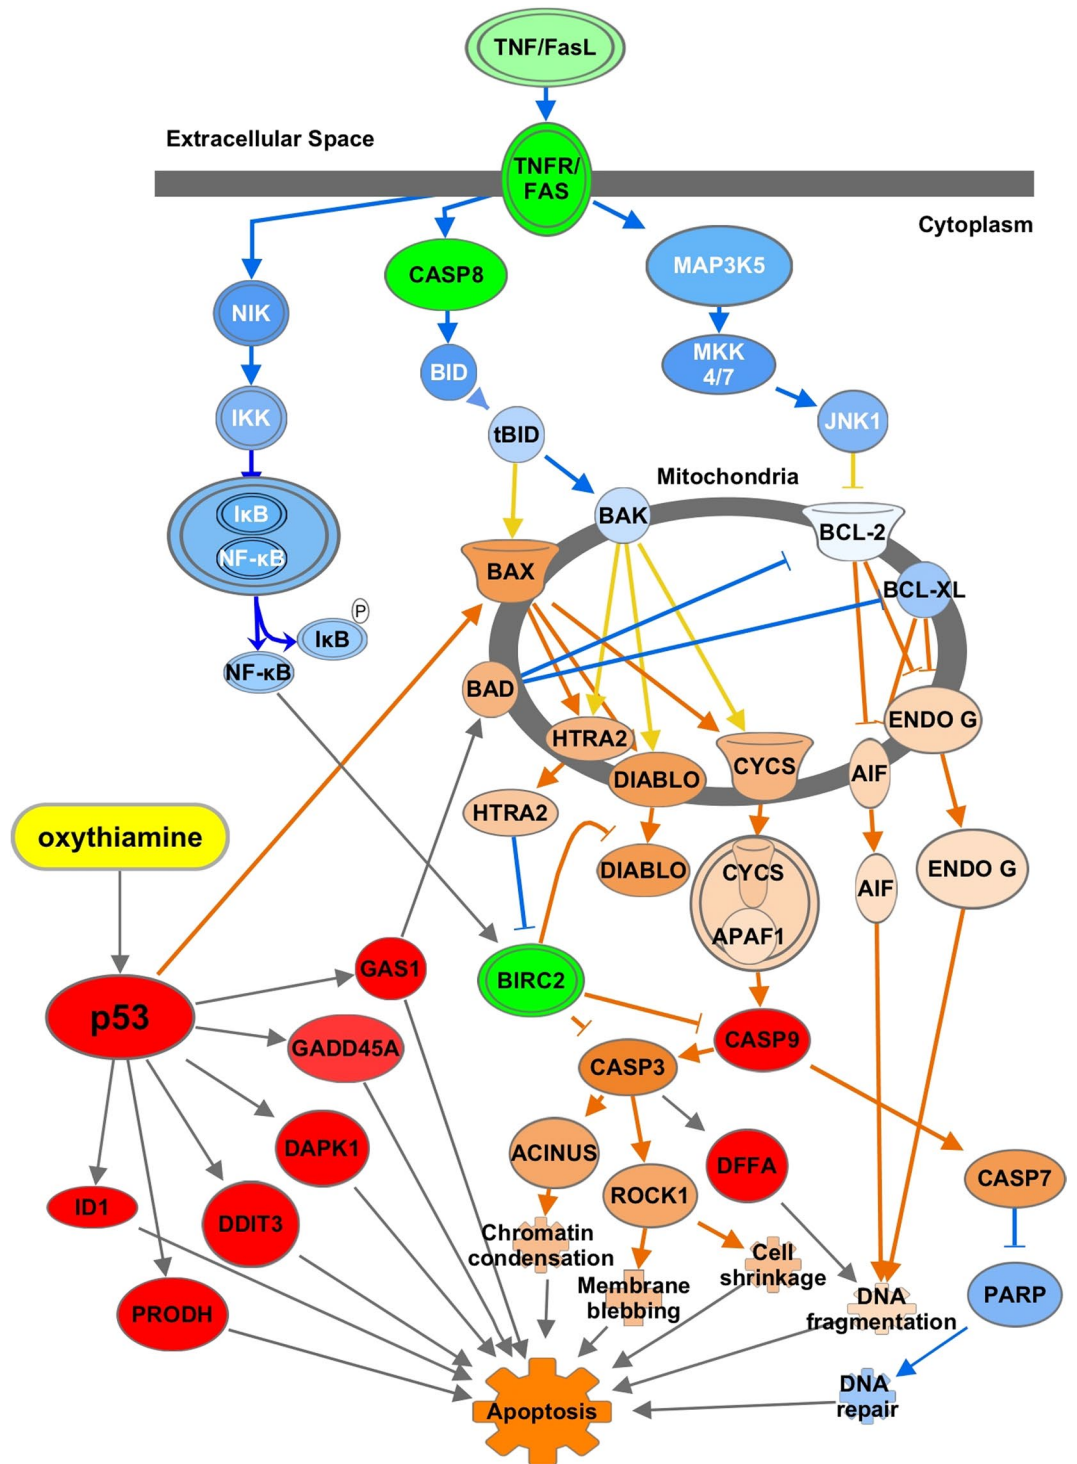 TNF/FasL
Extracellular Space
TNFR/
FAS
Cytoplasm
CASP8
MAP3K5
NIK
MKK
4/7
BID
IKK
JNK1
tBID
Mitochondria
IκB
BAK
BCL-2
NF-κB
BAX
BCL-XL
P
IκB
NF-κB
BAD
ENDO G
HTRA2
CYCS
AIF
DIABLO
HTRA2
oxythiamine
DIABLO
CYCS
AIF
ENDO G
APAF1
GAS1
BIRC2
p53
CASP9
GADD45A
CASP3
DAPK1
ACINUS
DFFA
CASP7
ROCK1
ID1
DDIT3
Chromatin
condensation
Cell
shrinkage
Membrane
blebbing
DNA
fragmentation
PARP
PRODH
DNA
repair
Apoptosis